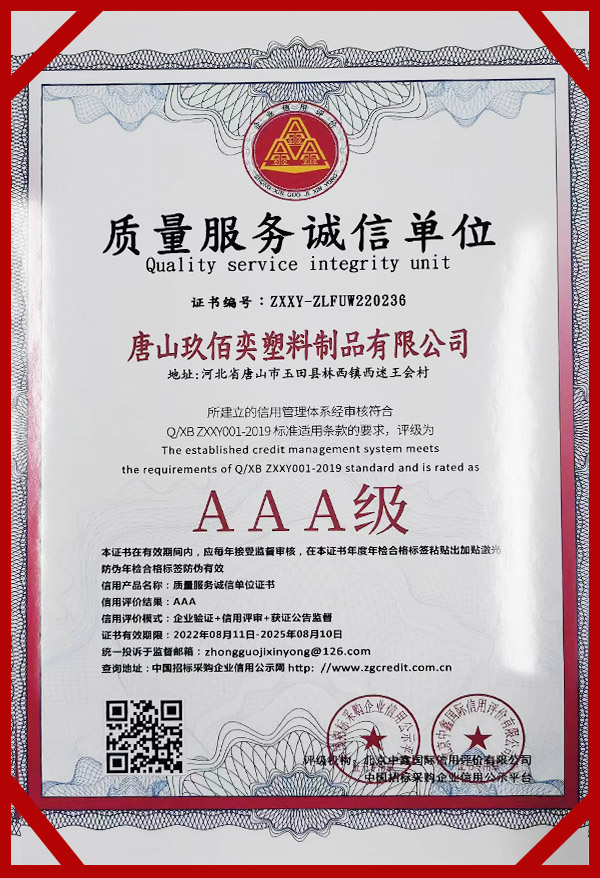 企业信用评价
ZHONG XIN GUO JI XIN YONG
质量服务诚信单位
Quality service integrity unit
证书编号：ZXXY-ZLFUW220236
唐山玖佰奕塑料制品有限公司
地址:河北省唐山市玉田县林西镇西迷王会村
所建立的信用管理体系经审核符合
Q/XB ZXXY001-2019 标准适用条款的要求，评级为
The established credit management system meets
the requirements of Q/XB ZXXY001-2019 standard and is rated as
AAA级
本证书在有效期间内，应每年接受监督审核，在本证书年度年检合格标签粘贴出加贴激光
防伪年检合格标签防伪有效
信用产品名称：质量服务诚信单位证书
信用评价结果：AAA
信用评价模式：企业验证+信用评审+获证公告监督
证书有效期限：2022年08月11日-2025年08月10日
统一投诉于监督邮箱：zhongguojixinyong@126.com
查询地址：中国招标采购企业信用公示网 http: //www.zgcredit.com.cn
评级机构：北京中鑫国际信用评价有限公司
中国招标采购企业信用公示平台